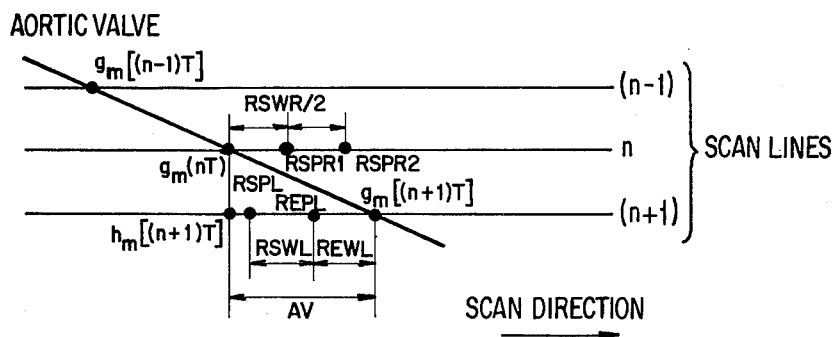 AORTIC VALVE
gm[(n-1)T]
(n-1)
RSWR/2
gm(nT)
RSPR1
RSPR2
n
SCAN LINES
RSPL
REPL
gm[(n+1)T]
(n+1)
hm[(n+1)T]
RSWL
REWL
AV
SCAN DIRECTION